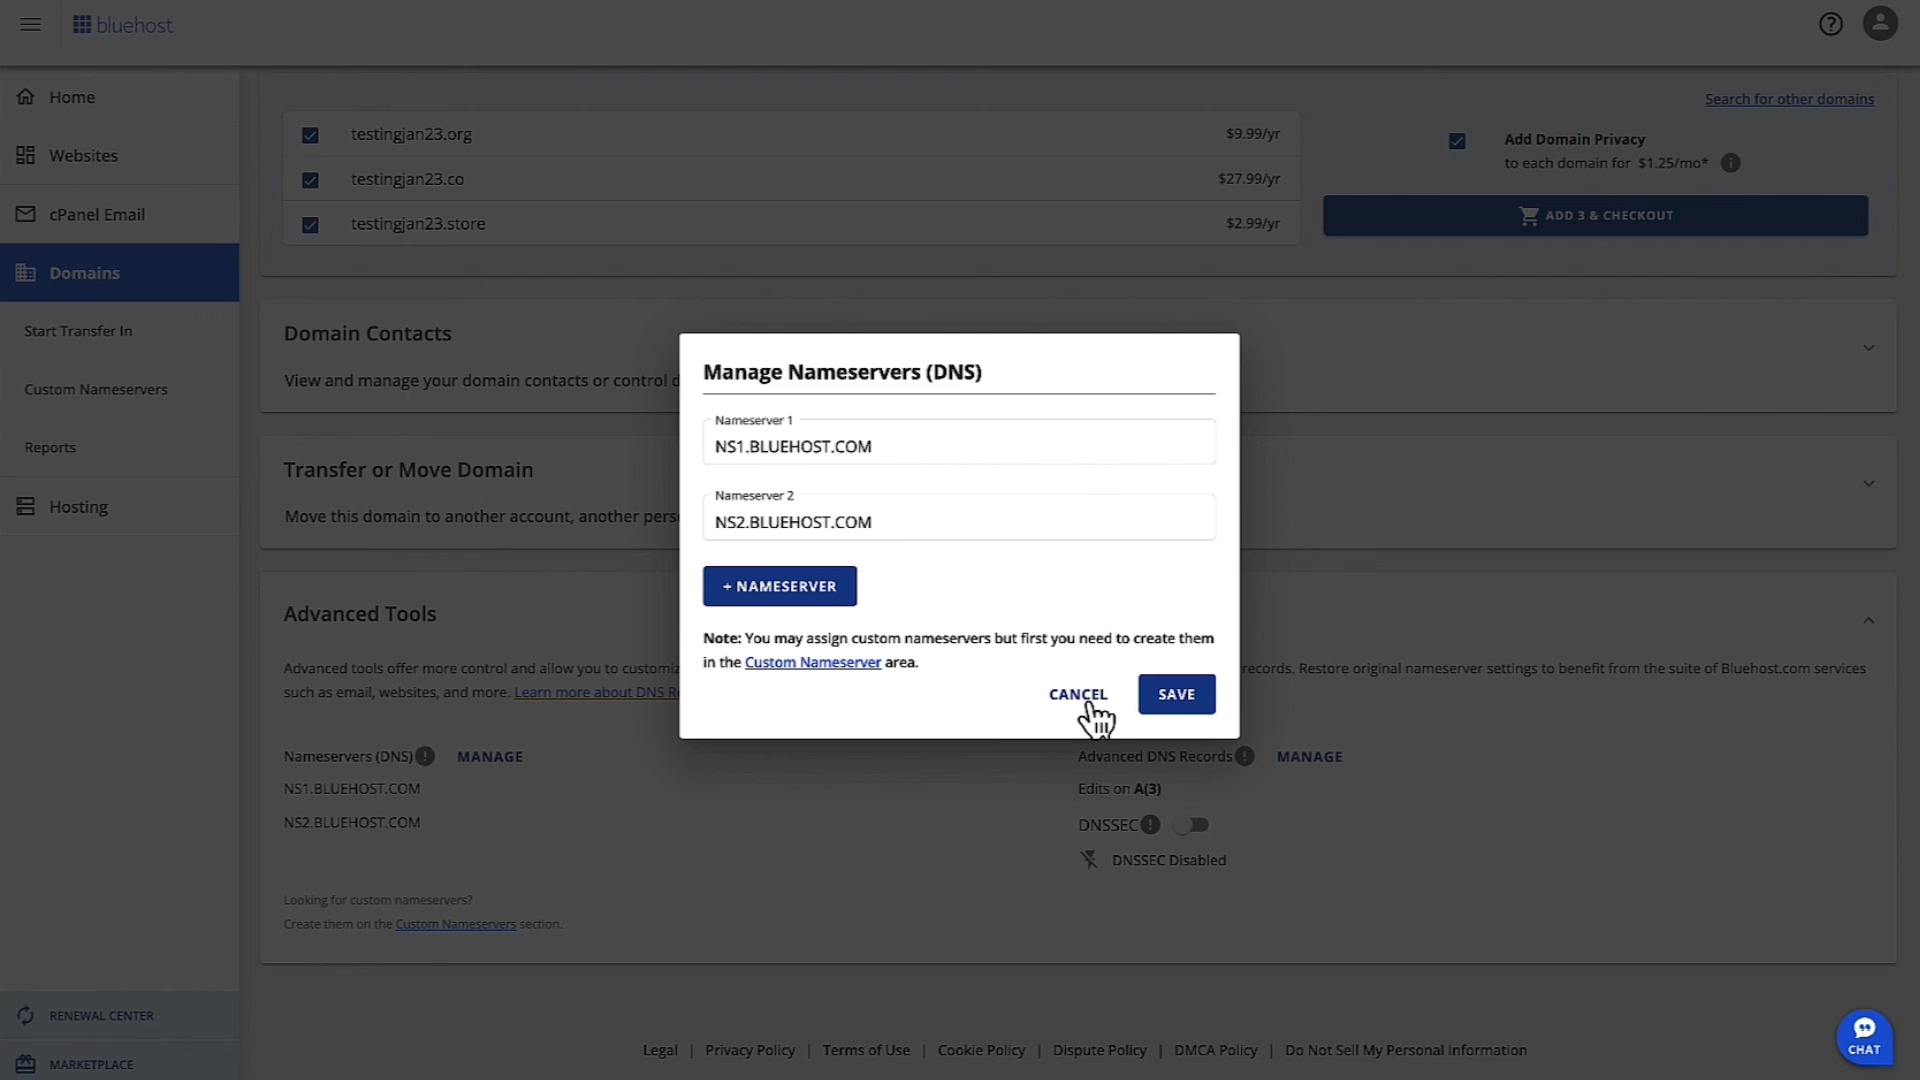 bluehost
Home
Websites
cPanel Email
Domains
Start Transfer In
Custom Nameservers
Reports
Hosting
RENEWAL CENTER
MARKETPLACE
Search for other domains
testingjan23.org $9.99/yr
testingjan23.co $27.99/yr
testingjan23.store $2.99/yr
Add Domain Privacy
to each domain for $1.25/mo*
ADD 3 & CHECKOUT
Domain Contacts
View and manage your domain contacts or control d
Transfer or Move Domain
Move this domain to another account, another pers
Manage Nameservers (DNS)
Nameserver 1
NS1.BLUEHOST.COM
Nameserver 2
NS2.BLUEHOST.COM
+ NAMESERVER
Note: You may assign custom nameservers but first you need to create them
in the Custom Nameserver area.
CANCEL SAVE
Advanced Tools
Advanced tools offer more control and allow you to customiz records. Restore original nameserver settings to benefit from the suite of Bluehost.com services
such as email, websites, and more. Learn more about DNS Re
Nameservers (DNS) MANAGE
NS1.BLUEHOST.COM
NS2.BLUEHOST.COM
Advanced DNS Records MANAGE
Edits on A(3)
DNSSEC
DNSSEC Disabled
Looking for custom nameservers?
Create them on the Custom Nameservers section.
Legal | Privacy Policy | Terms of Use | Cookie Policy | Dispute Policy | DMCA Policy | Do Not Sell My Personal Information
CHAT